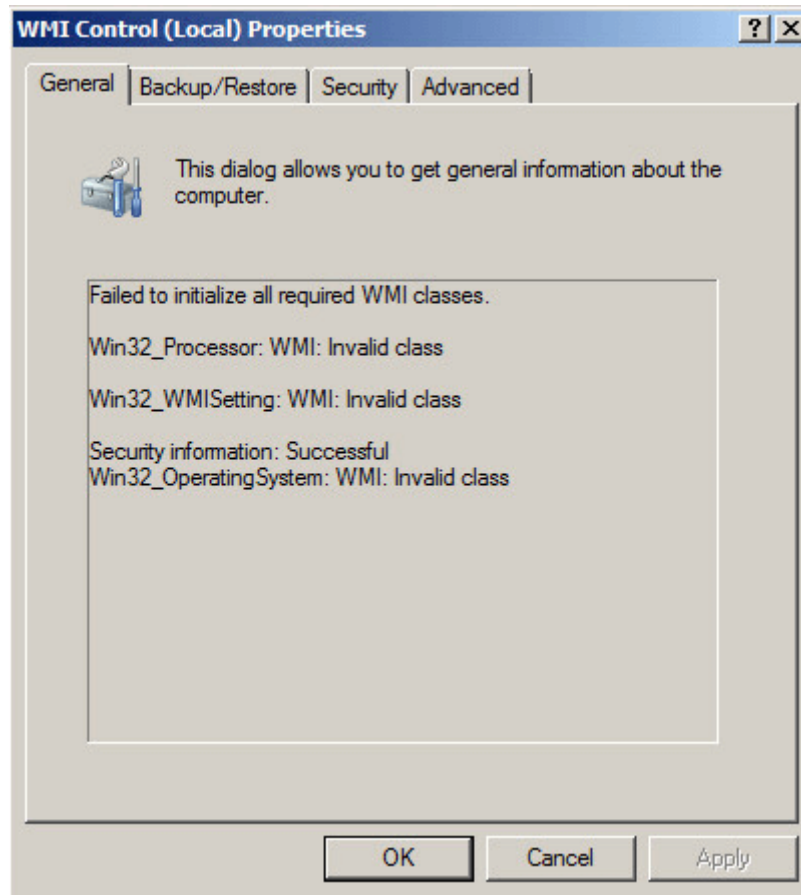 WMI Control (Local) Properties
General
Backup/Restore
Security
Advanced
This dialog allows you to get general information about the
computer.
Failed to initialize all required WMI classes.
Win32_Processor: WMI: Invalid class
Win32_WMISetting: WMI: Invalid class
Security information: Successful
Win32_OperatingSystem: WMI: Invalid class
OK
Cancel
Apply